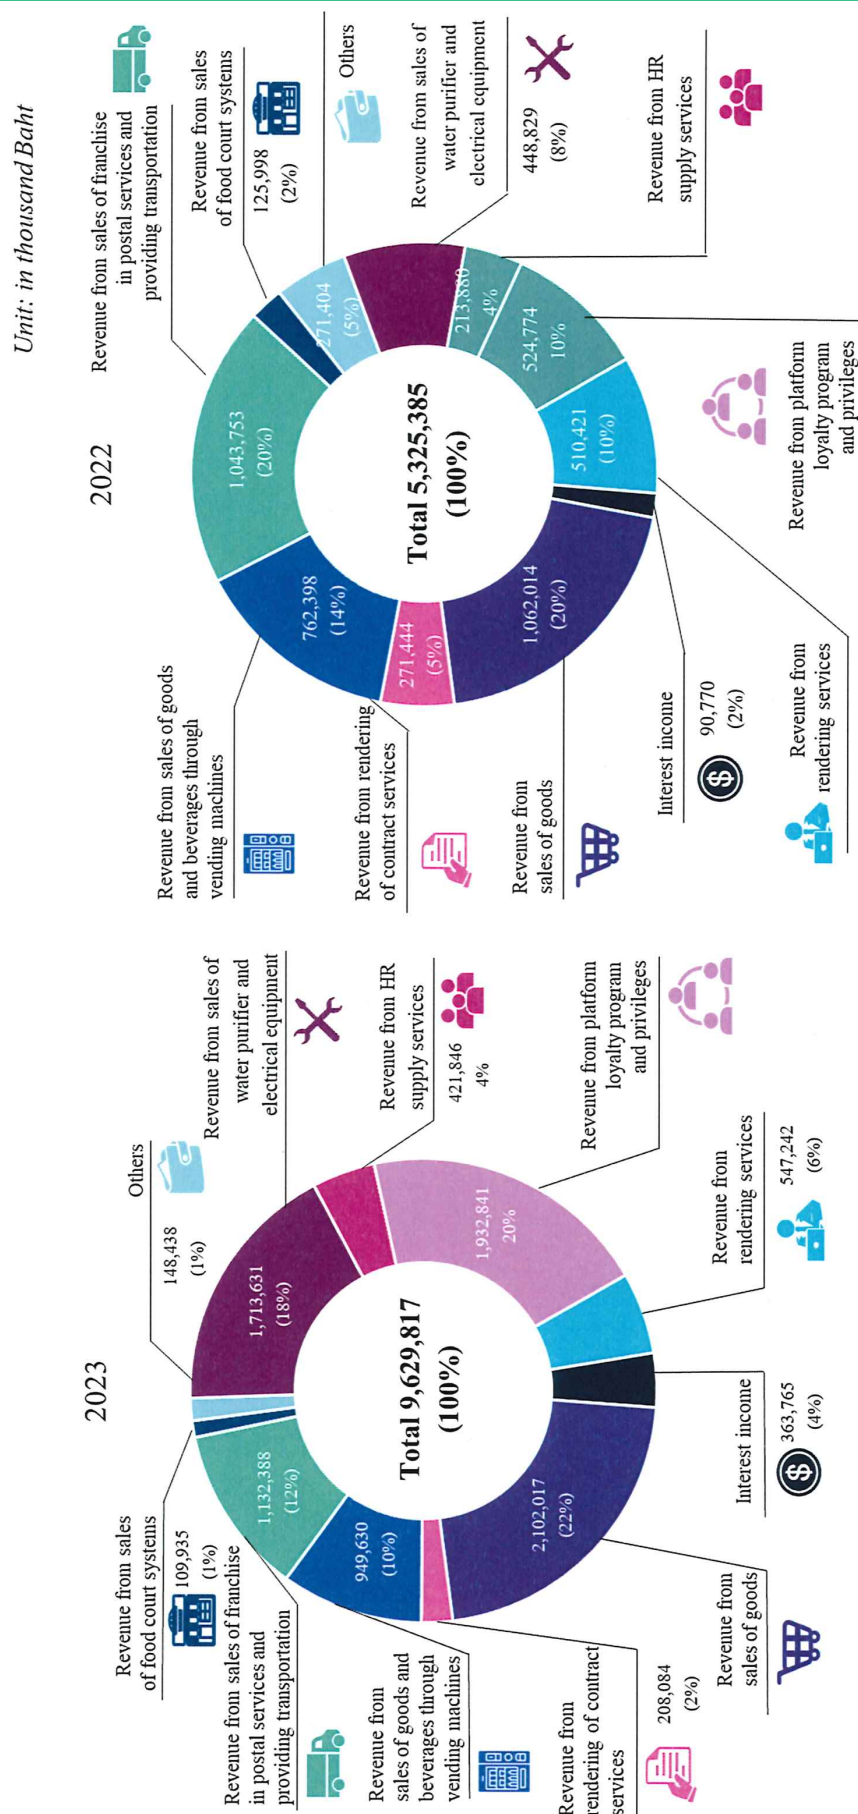 Unit: in thousand Baht
2023
Others
148,438
(1%)
Revenue from sales of
water purifier and
electrical equipment
1,713,631
(18%)
Revenue from HR
supply services
421,846
4%
Revenue from platform
loyalty program
and privileges
1,932,841
20%
Revenue from
rendering services
547,242
(6%)
Interest income
363,765
(4%)
Revenue from
sales of goods
2,102,017
(22%)
Revenue from
rendering of contract
services
208,084
(2%)
Revenue from
sales of goods and
beverages through
vending machines
949,630
(10%)
Revenue from sales of franchise
in postal services and
providing transportation
1,132,388
(12%)
Revenue from sales
of food court systems
109,935
(1%)
Total 9,629,817
(100%)
2022
Revenue from sales of franchise
in postal services and
providing transportation
1,043,753
(20%)
Revenue from sales
of food court systems
125,998
(2%)
Others
271,404
(5%)
Revenue from sales of
water purifier and
electrical equipment
448,829
(8%)
Revenue from HR
supply services
213,880
4%
Revenue from platform
loyalty program
and privileges
524,774
10%
Revenue from
rendering services
510,421
(10%)
Interest income
90,770
(2%)
Revenue from
sales of goods
1,062,014
(20%)
Revenue from rendering
of contract services
271,444
(5%)
Revenue from sales of goods
and beverages through
vending machines
762,398
(14%)
Total 5,325,385
(100%)